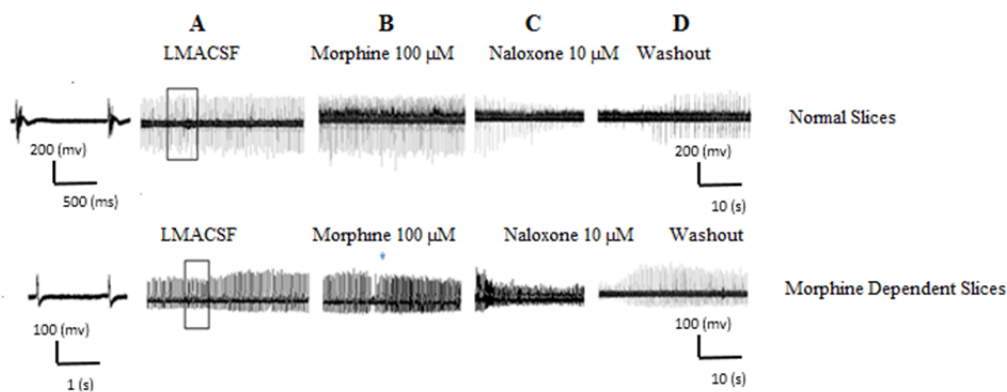 A B C D
LMACSF Morphine 100 μM Naloxone 10 μM Washout
Normal Slices
200 (mv)
500 (ms)
200 (mv)
10 (s)
LMACSF Morphine 100 μM Naloxone 10 μM Washout
Morphine Dependent Slices
100 (mv)
1 (s)
100 (mv)
10 (s)